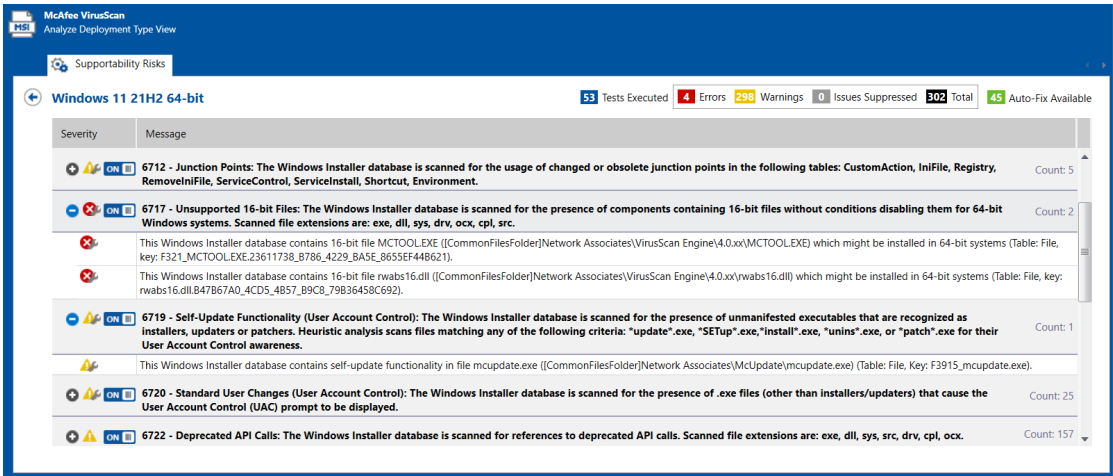 MSI
McAfee VirusScan
Analyze Deployment Type View
Supportability Risks
Windows 11 21H2 64-bit
53 Tests Executed 4 Errors 298 Warnings 0 Issues Suppressed 302 Total 45 Auto-Fix Available
Severity Message
ON 6712 - Junction Points: The Windows Installer database is scanned for the usage of changed or obsolete junction points in the following tables: CustomAction, IniFile, Registry, Count: 5
RemoveIniFile, ServiceControl, ServiceInstall, Shortcut, Environment.
ON 6717 - Unsupported 16-bit Files: The Windows Installer database is scanned for the presence of components containing 16-bit files without conditions disabling them for 64-bit Count: 2
Windows systems. Scanned file extensions are: exe, dll, sys, drv, ocx, cpl, src.
This Windows Installer database contains 16-bit file MCTOOL.EXE ([CommonFilesFolder]Network Associates\VirusScan Engine\4.0.xx\MCTOOL.EXE) which might be installed in 64-bit systems (Table: File,
key: F321_MCTOOL.EXE.23611738_B786_4229_BA5E_8655EF44B621).
This Windows Installer database contains 16-bit file rwabs16.dll ([CommonFilesFolder]Network Associates\VirusScan Engine\4.0.xx\rwabs16.dll) which might be installed in 64-bit systems (Table: File, key:
rwabs16.dll.B47B67A0_4CD5_4B57_B9C8_79B36458C692).
6719 - Self-Update Functionality (User Account Control): The Windows Installer database is scanned for the presence of unmanifested executables that are recognized as
ON installers, updaters or patchers. Heuristic analysis scans files matching any of the following criteria: *update*.exe, *SETup*.exe,*install*.exe, *unins*.exe, or *patch*.exe for their Count: 1
User Account Control awareness.
This Windows Installer database contains self-update functionality in file mcupdate.exe ([CommonFilesFolder]Network Associates\McUpdate\mcupdate.exe) (Table: File, Key: F3915_mcupdate.exe).
ON 6720 - Standard User Changes (User Account Control): The Windows Installer database is scanned for the presence of .exe files (other than installers/updaters) that cause the Count: 25
User Account Control (UAC) prompt to be displayed.
ON 6722 - Deprecated API Calls: The Windows Installer database is scanned for references to deprecated API calls. Scanned file extensions are: exe, dll, sys, src, drv, cpl, ocx. Count: 157